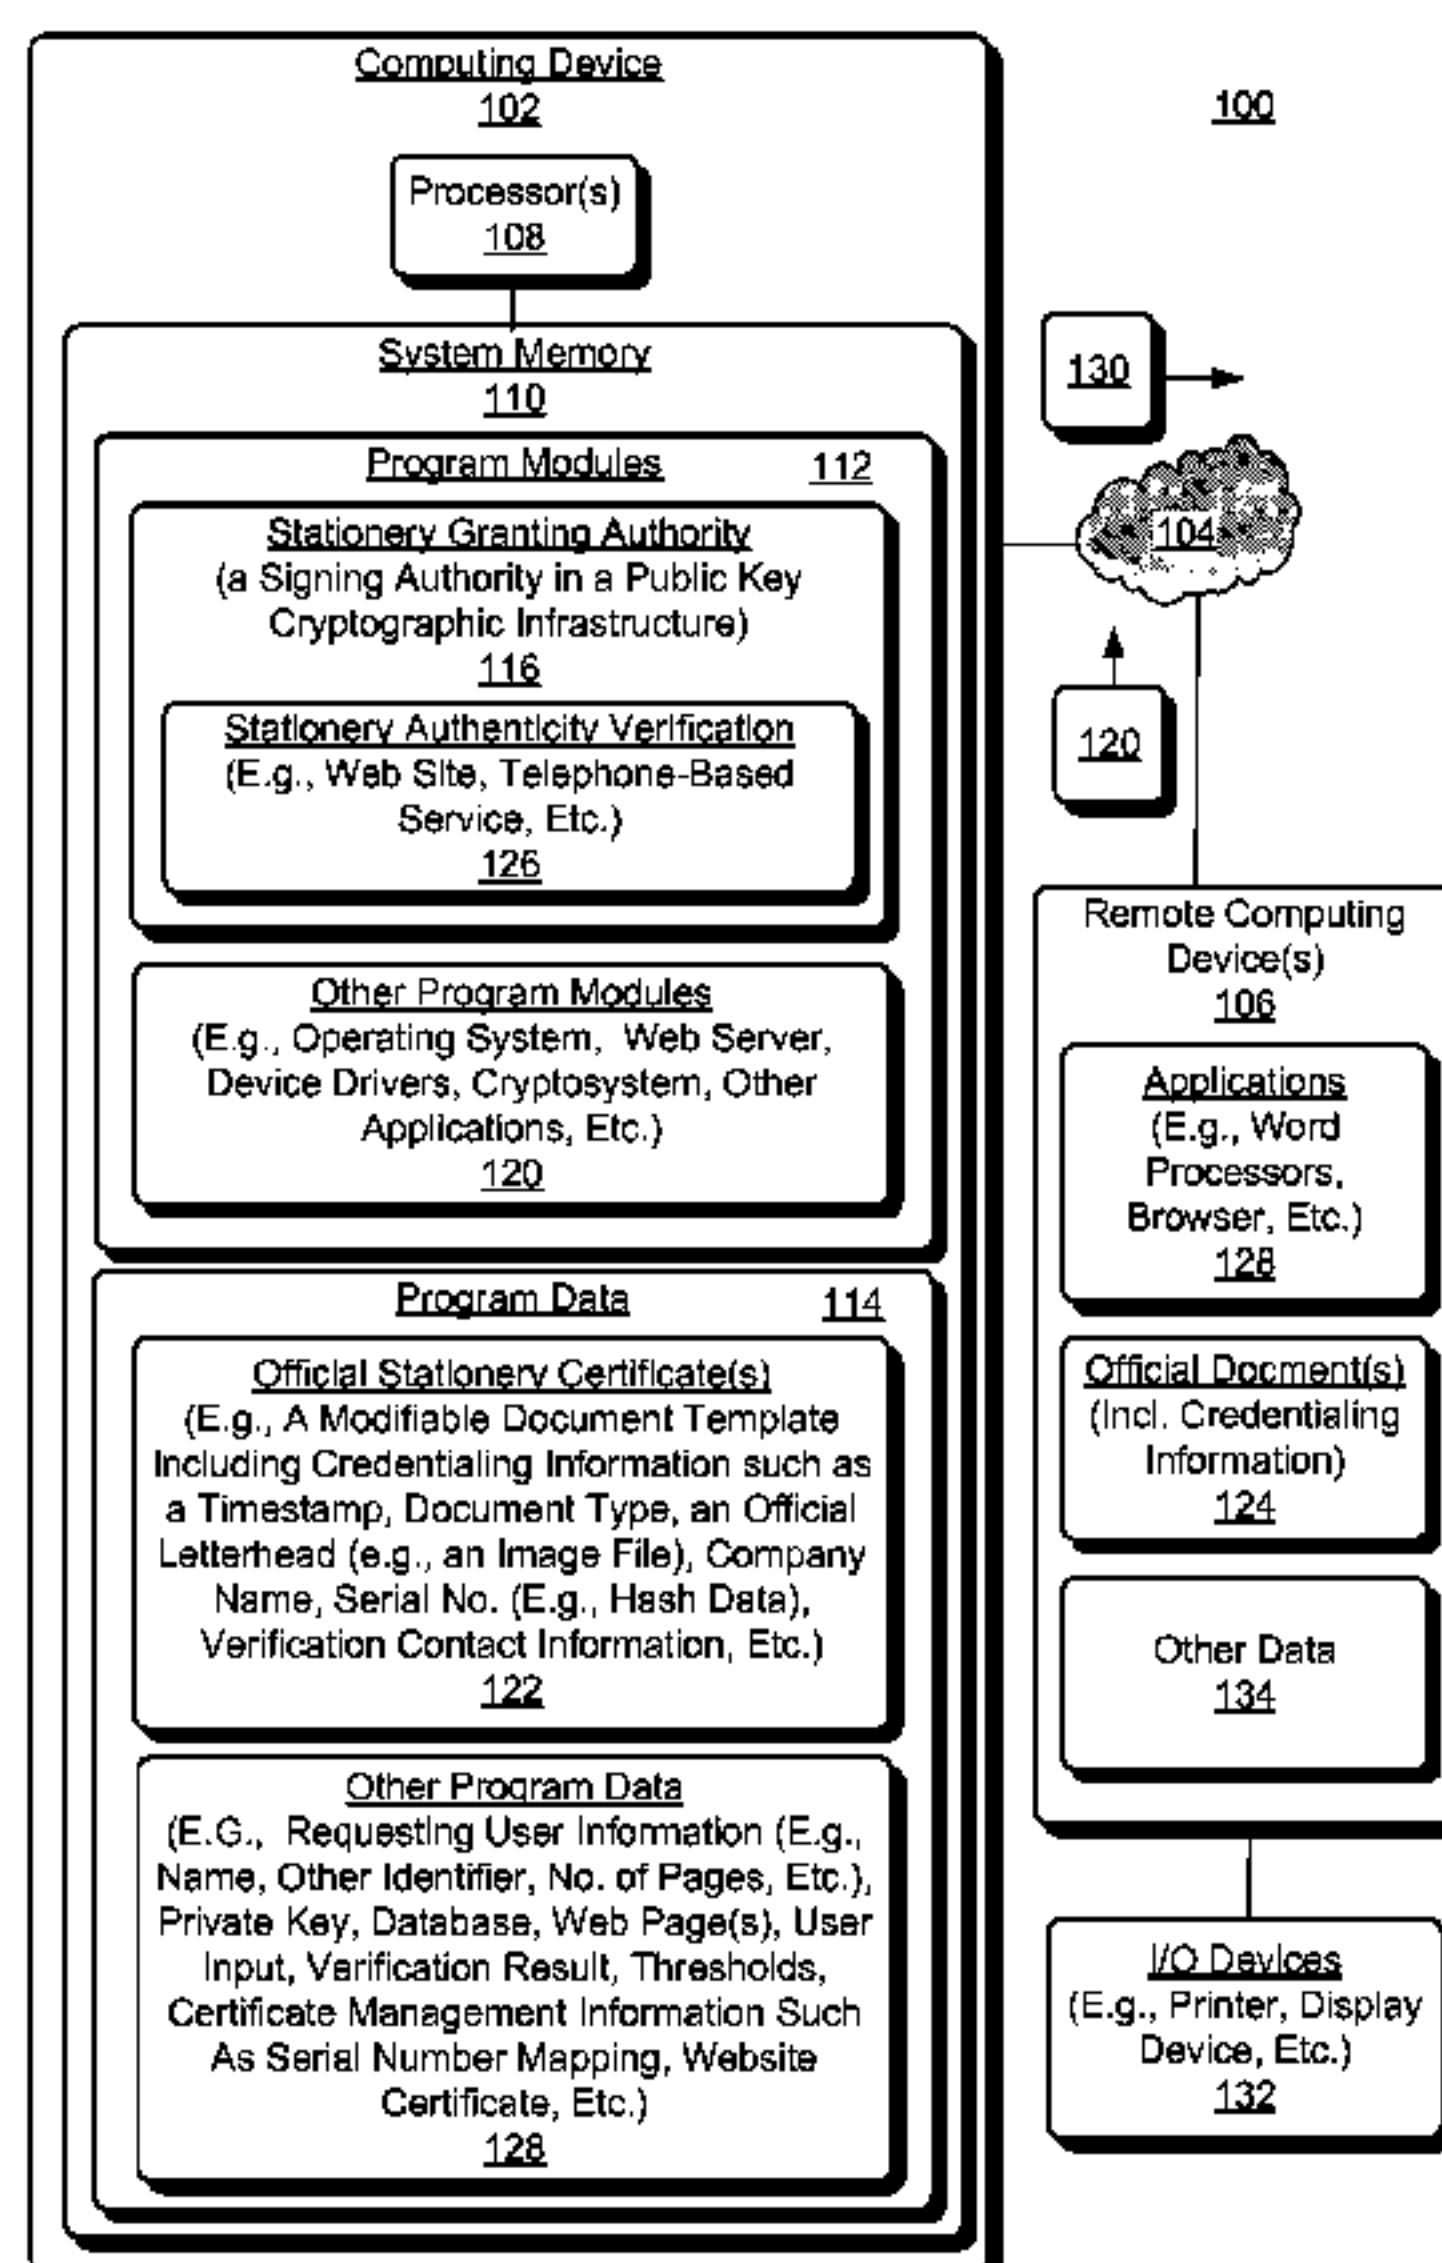 Computing Device
102
100
Processor(s)
108
System Memory
110
130
Program Modules
112
Stationery Granting Authority
(a Signing Authority in a Public Key
Cryptographic Infrastructure)
116
104
Stationery Authenticity Verification
(E.g., Web Site, Telephone-Based
Service, Etc.)
126
120
Other Program Modules
(E.g., Operating System, Web Server,
Device Drivers, Cryptosystem, Other
Applications, Etc.)
120
Program Data
114
Official Stationery Certificate(s)
(E.g., A Modifiable Document Template
Including Credentialing Information such as
a Timestamp, Document Type, an Official
Letterhead (e.g., an Image File), Company
Name, Serial No. (E.g., Hash Data),
Verification Contact Information, Etc.)
122
Other Program Data
(E.G., Requesting User Information (E.g.,
Name, Other Identifier, No. of Pages, Etc.),
Private Key, Database, Web Page(s), User
Input, Verification Result, Thresholds,
Certificate Management Information Such
As Serial Number Mapping, Website
Certificate, Etc.)
128
Remote Computing
Device(s)
106
Applications
(E.g., Word
Processors,
Browser, Etc.)
128
Official Docment(s)
(Incl. Credentialing
Information)
124
Other Data
134
I/O Devices
(E.g., Printer, Display
Device, Etc.)
132